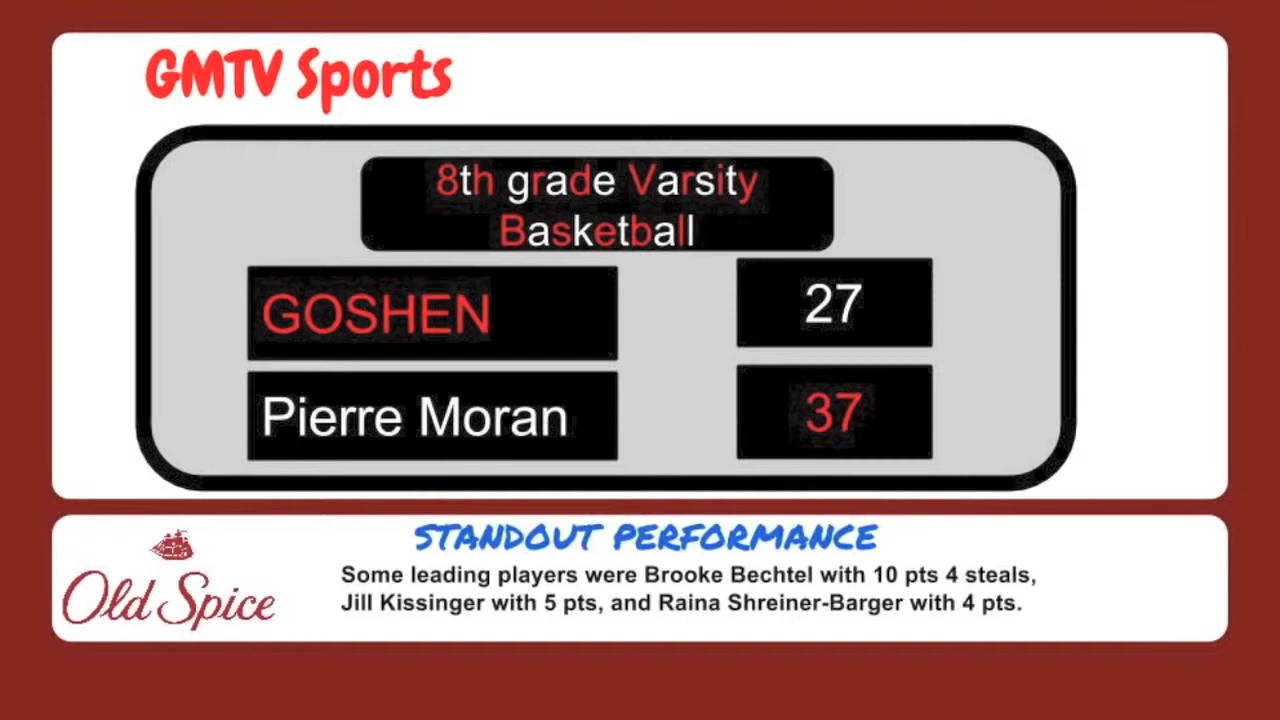 GMTV Sports
8th grade Varsity
Basketball
GOSHEN 27
Pierre Moran 37
STANDOUT PERFORMANCE
Old Spice
Some leading players were Brooke Bechtel with 10 pts 4 steals,
Jill Kissinger with 5 pts, and Raina Shreiner-Barger with 4 pts.